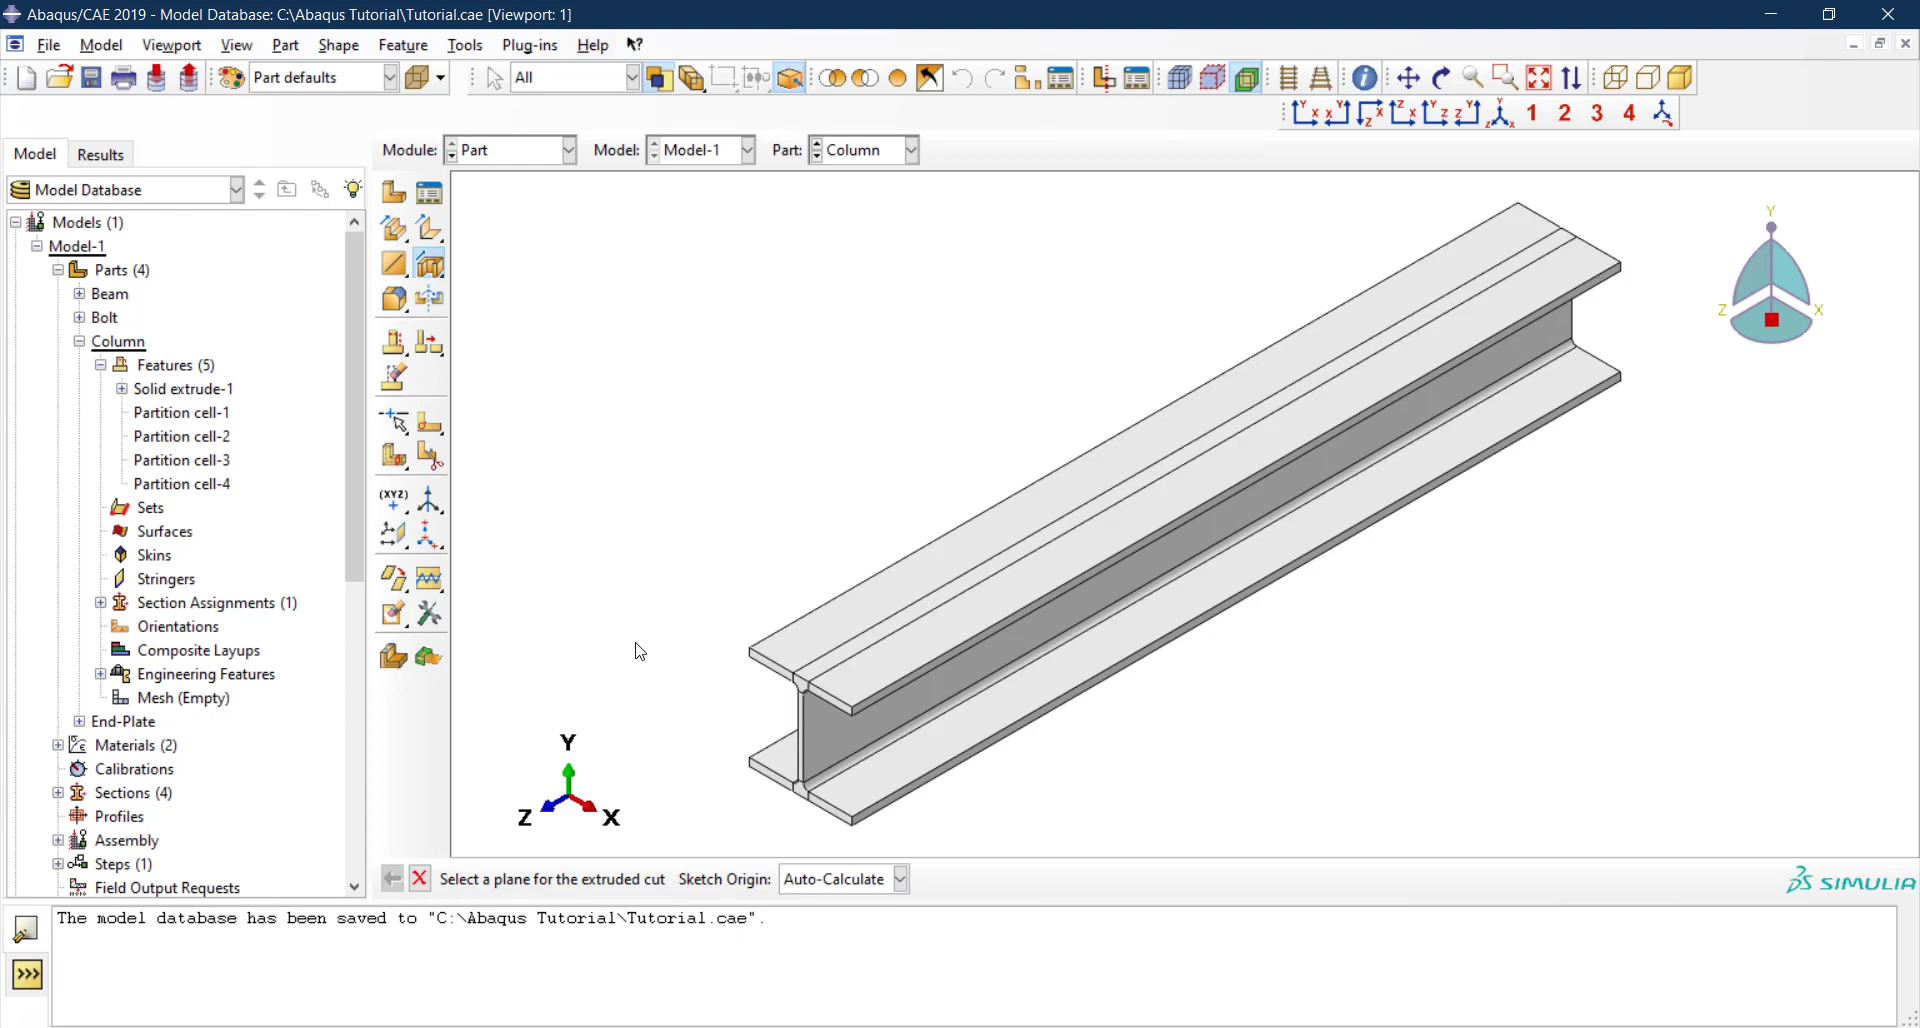 Abaqus/CAE 2019 - Model Database: C:\Abaqus Tutorial\Tutorial.cae [Viewport: 1]
File Model Viewport View Part Shape Feature Tools Plug-ins Help
Part defaults All
1 2 3 4
Model Results
Module: Part Model: Model-1 Part: Column
Model Database
Models (1)
Model-1
Parts (4)
Beam
Bolt
Column
Features (5)
Solid extrude-1
Partition cell-1
Partition cell-2
Partition cell-3
Partition cell-4
Sets
Surfaces
Skins
Stringers
Section Assignments (1)
Orientations
Composite Layups
Engineering Features
Mesh (Empty)
End-Plate
Materials (2)
Calibrations
Sections (4)
Profiles
Assembly
Steps (1)
Field Output Requests
(XYZ)
Y
Z X
Y
Z X
Select a plane for the extruded cut Sketch Origin: Auto-Calculate
SIMULIA
The model database has been saved to "C:\Abaqus Tutorial\Tutorial.cae".
>>>